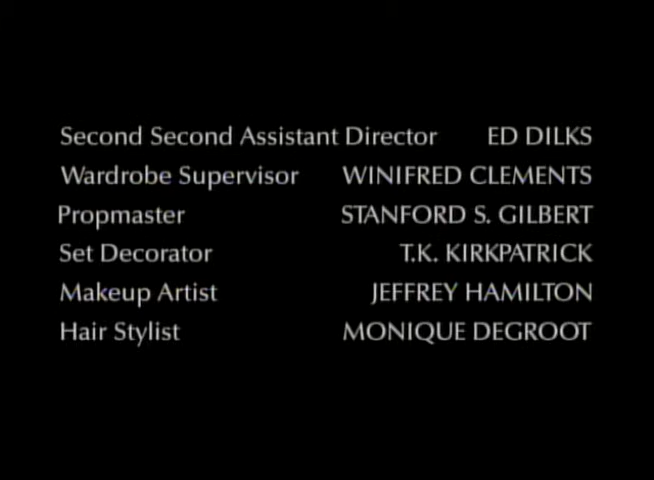 Second Second Assistant Director ED DILKS
Wardrobe Supervisor WINIFRED CLEMENTS
Propmaster STANFORD S. GILBERT
Set Decorator T.K. KIRKPATRICK
Makeup Artist JEFFREY HAMILTON
Hair Stylist MONIQUE DEGROOT